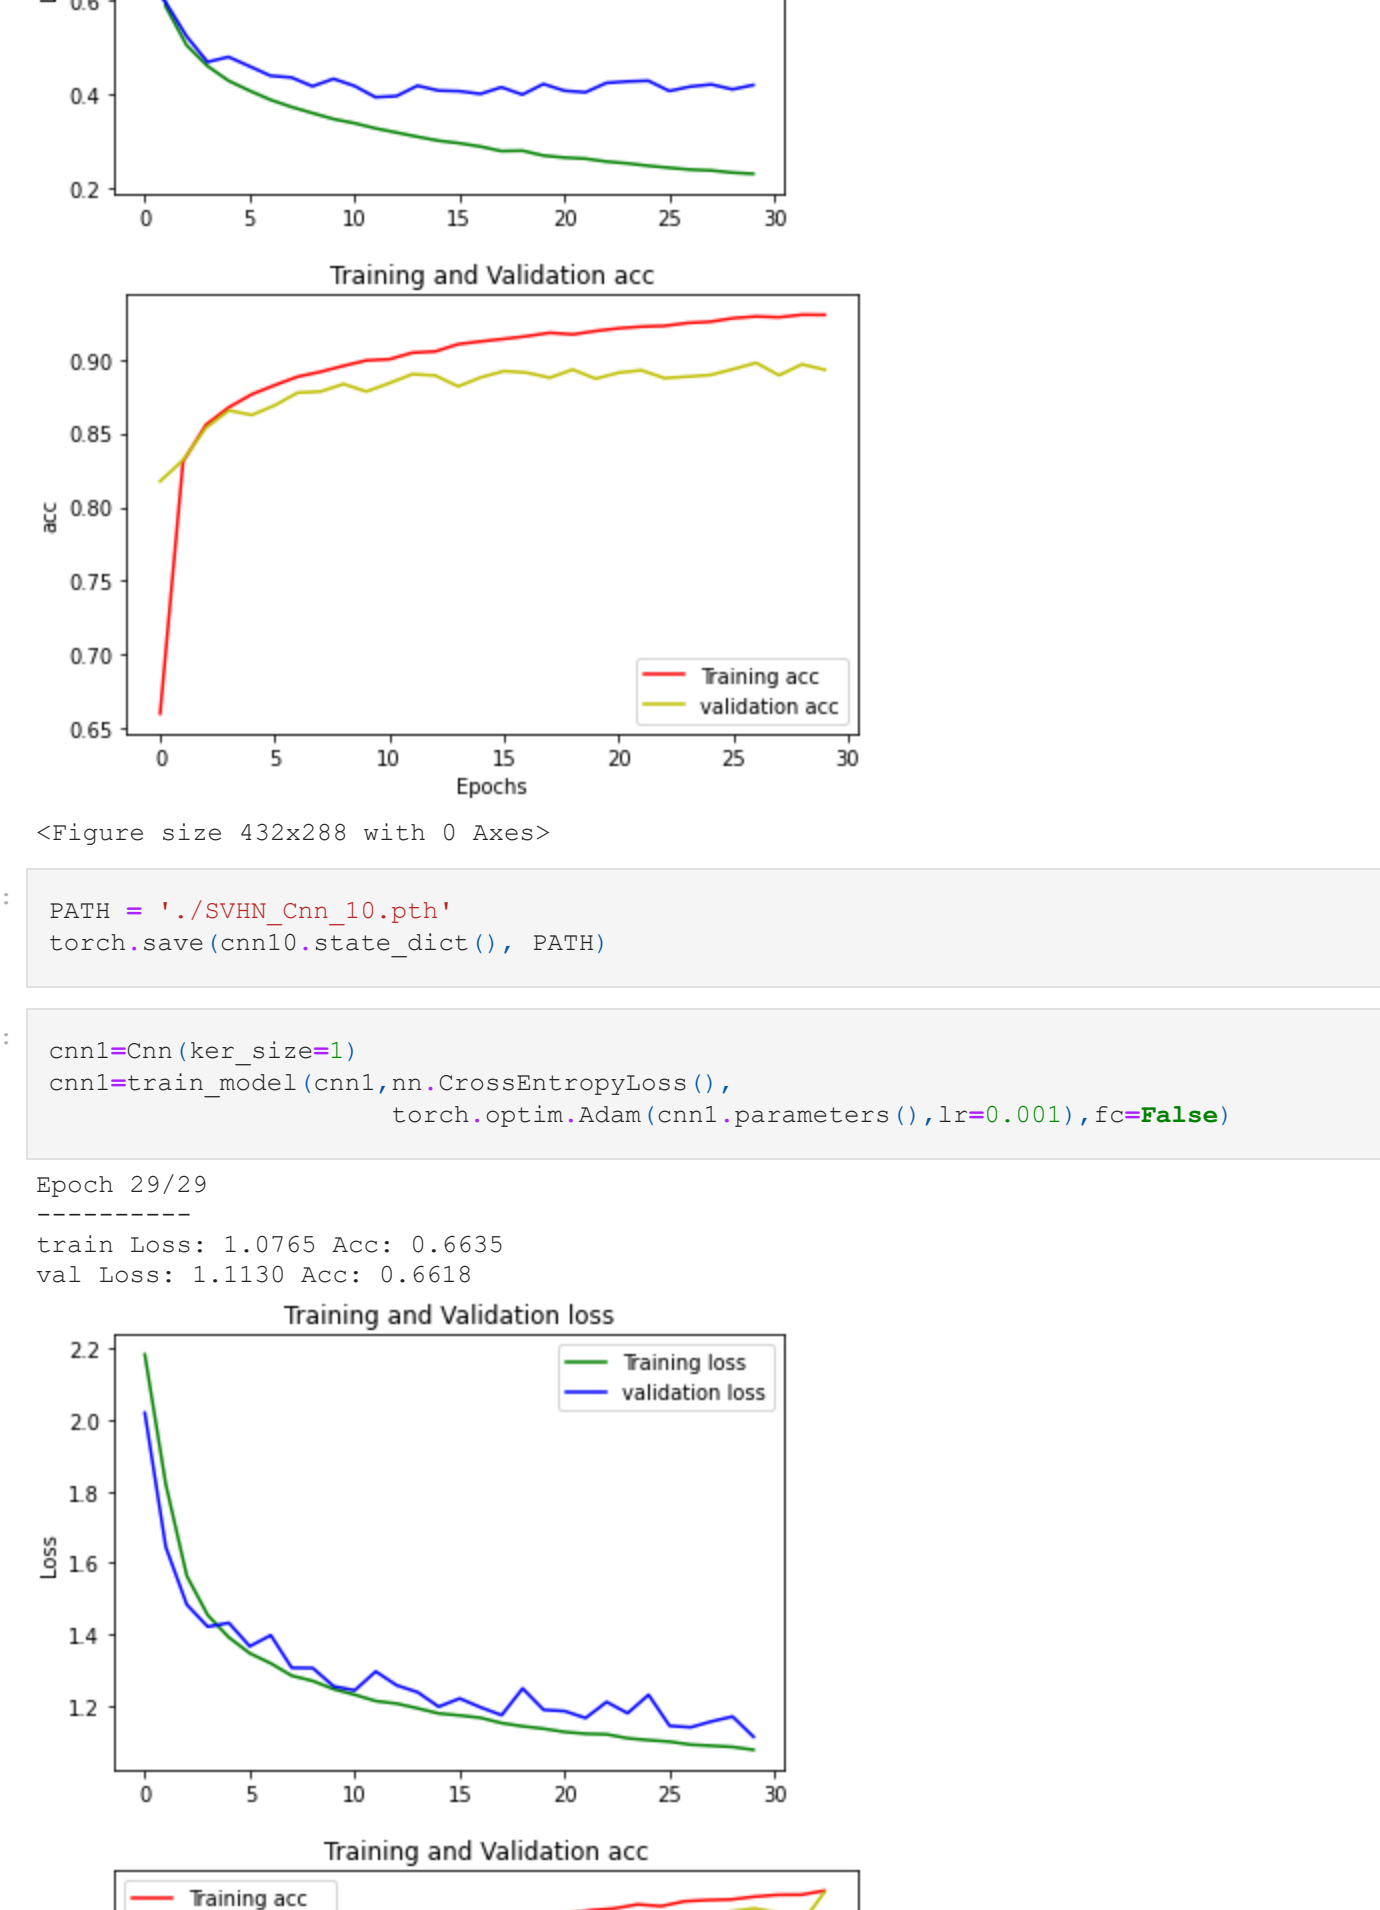 0.6
0.4
0.2
0 5 10 15 20 25 30
Training and Validation acc
0.90
0.85
0.80
0.75
0.70
0.65
acc
Training acc
validation acc
0 5 10 15 20 25 30
Epochs
<Figure size 432x288 with 0 Axes>
:
PATH = './SVHN_Cnn_10.pth'
torch.save(cnn10.state_dict(), PATH)
:
cnn1=Cnn(ker_size=1)
cnn1=train_model(cnn1,nn.CrossEntropyLoss(),
torch.optim.Adam(cnn1.parameters(),lr=0.001),fc=False)
Epoch 29/29
----------
train Loss: 1.0765 Acc: 0.6635
val Loss: 1.1130 Acc: 0.6618
Training and Validation loss
2.2
2.0
1.8
1.6
1.4
1.2
Loss
Training loss
validation loss
0 5 10 15 20 25 30
Training and Validation acc
Training acc